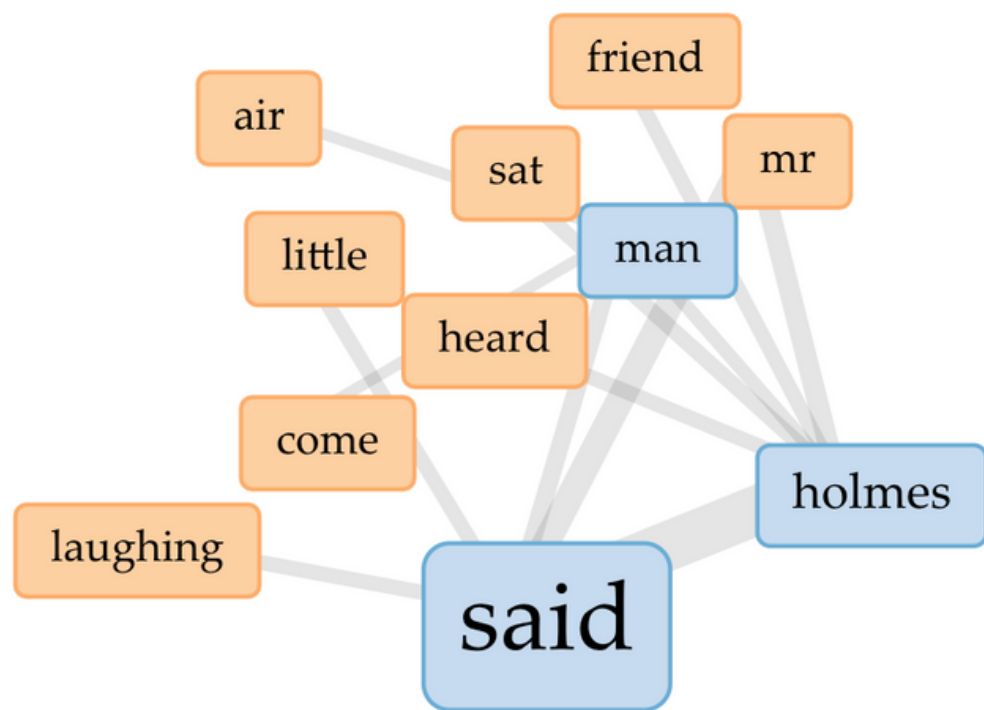 friend
air
mr
sat
man
little
heard
come
holmes
laughing
said